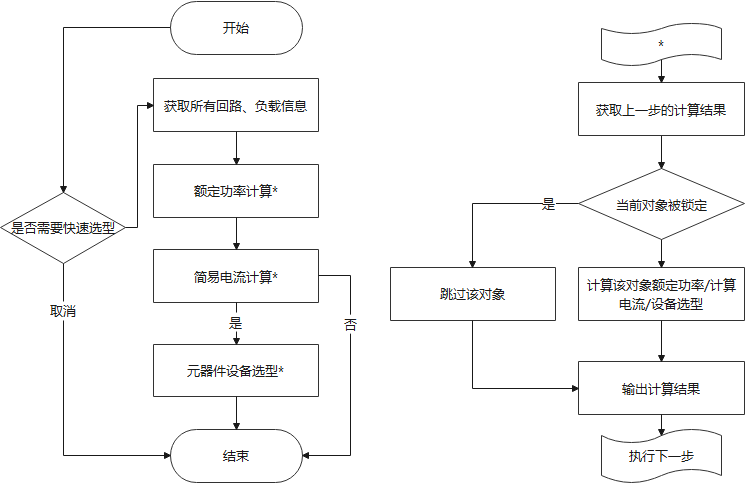 开始
获取所有回路、负载信息
额定功率计算*
是否需要快速选型
简易电流计算*
取消
是
否
元器件设备选型*
结束
*
获取上一步的计算结果
是
当前对象被锁定
跳过该对象
计算该对象额定功率/计算
电流/设备选型
输出计算结果
执行下一步